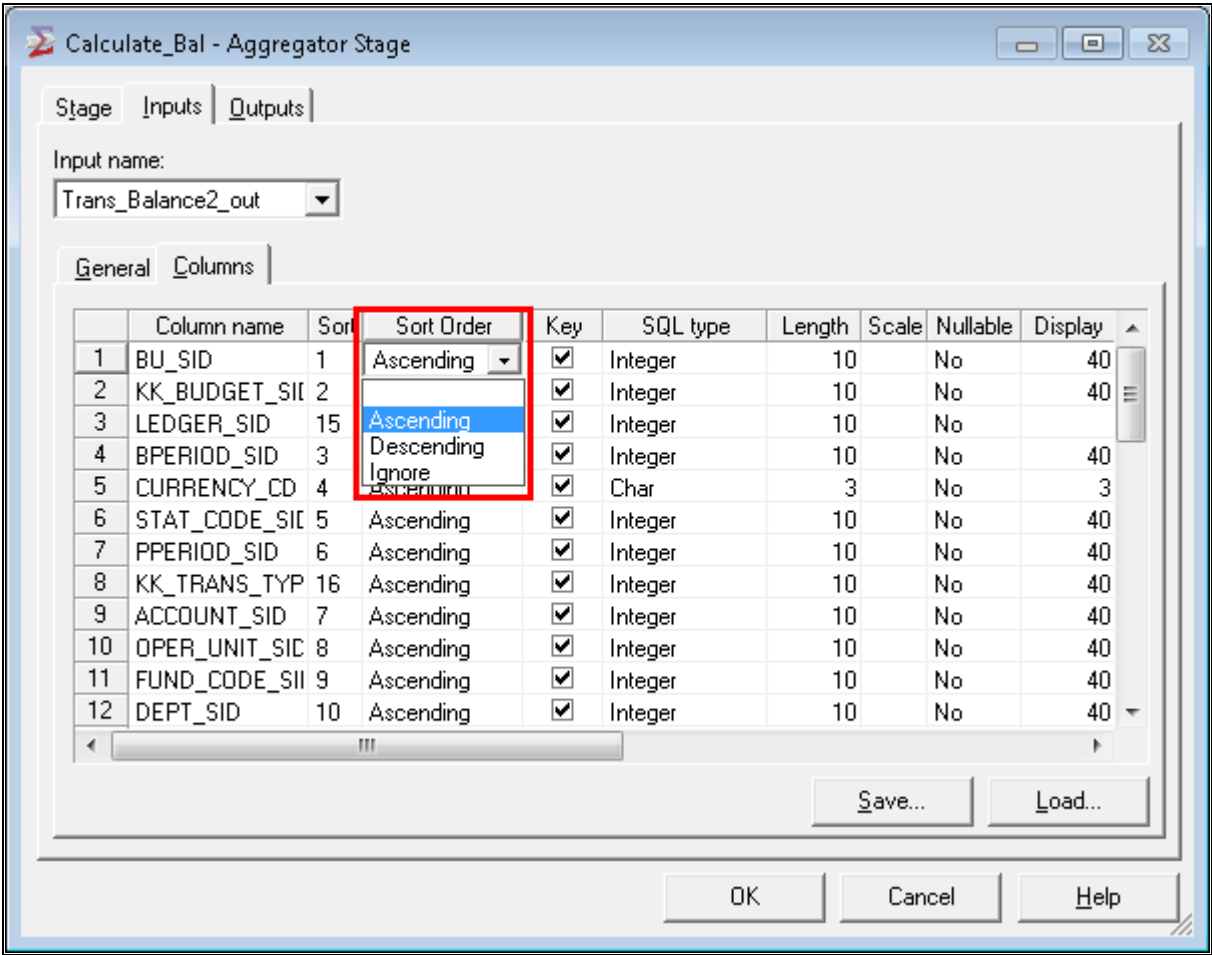 Calculate_Bal - Aggregator Stage
Stage Inputs Outputs
Input name:
Trans_Balance2_out
General Columns
Column name Sort Sort Order Key SQL type Length Scale Nullable Display
1 BU_SID 1 Ascending Integer 10 No 40
2 KK_BUDGET_SID 2 Integer 10 No 40
3 LEDGER_SID 15 Ascending Integer 10 No
4 BPERIOD_SID 3 Descending Integer 10 No 40
Ignore
5 CURRENCY_CD 4 Ascending Char 3 No 3
6 STAT_CODE_SID 5 Ascending Integer 10 No 40
7 PPERIOD_SID 6 Ascending Integer 10 No 40
8 KK_TRANS_TYP 16 Ascending Integer 10 No 40
9 ACCOUNT_SID 7 Ascending Integer 10 No 40
10 OPER_UNIT_SID 8 Ascending Integer 10 No 40
11 FUND_CODE_SID 9 Ascending Integer 10 No 40
12 DEPT_SID 10 Ascending Integer 10 No 40
Save... Load...
OK Cancel Help